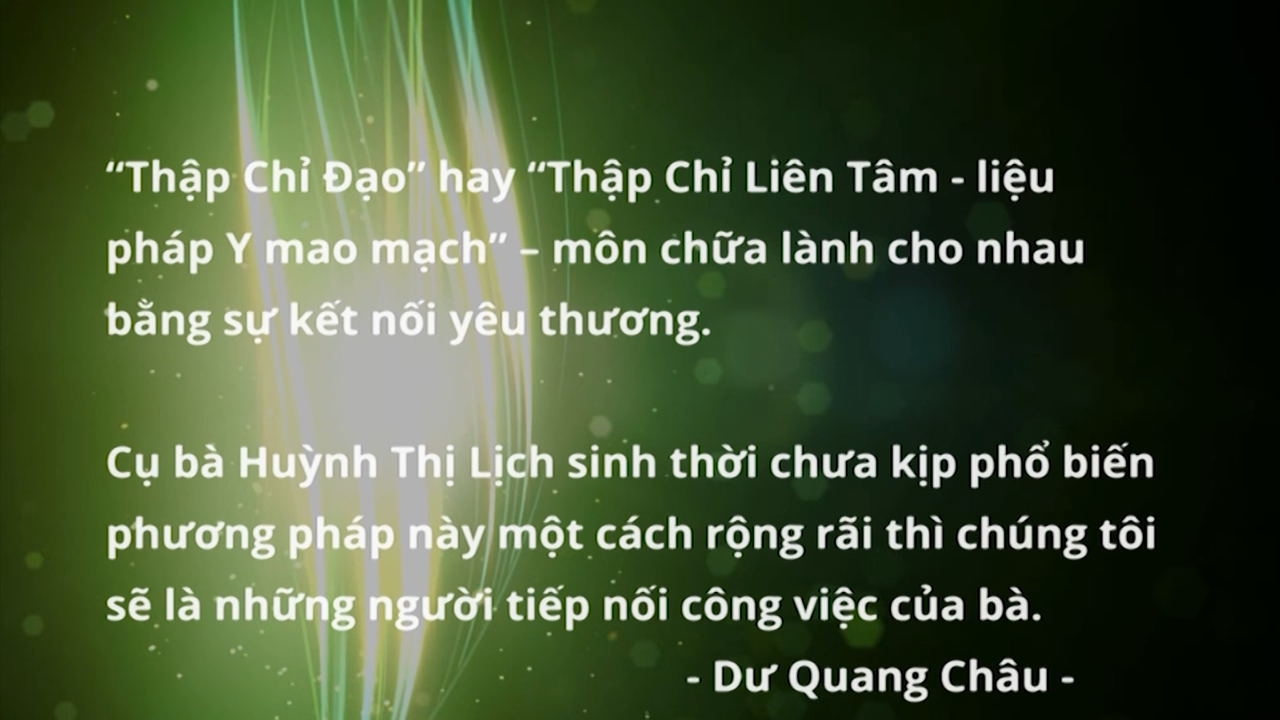 “Thập Chỉ Đạo” hay “Thập Chỉ Liên Tâm - liệu
pháp Y mao mạch” – môn chữa lành cho nhau
bằng sự kết nối yêu thương.
Cụ bà Huỳnh Thị Lịch sinh thời chưa kịp phổ biến
phương pháp này một cách rộng rãi thì chúng tôi
sẽ là những người tiếp nối công việc của bà.
- Dư Quang Châu -